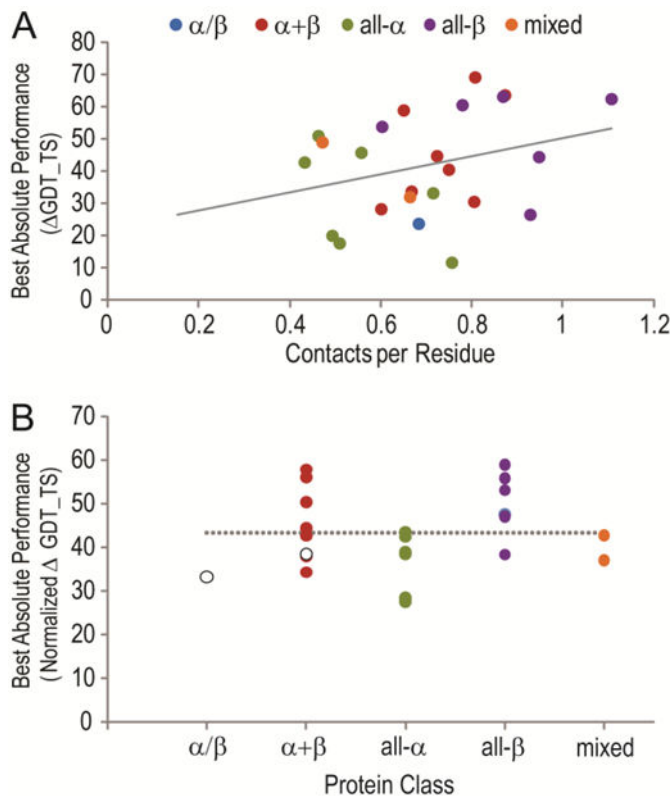 A
α/β α+β all-α all-β mixed
Best Absolute Performance
(ΔGDT_TS)
80
70
60
50
40
30
20
10
0
0 0.2 0.4 0.6 0.8 1 1.2
Contacts per Residue
B
Best Absolute Performance
(Normalized Δ GDT_TS)
70
60
50
40
30
20
10
0
α/β α+β all-α all-β mixed
Protein Class